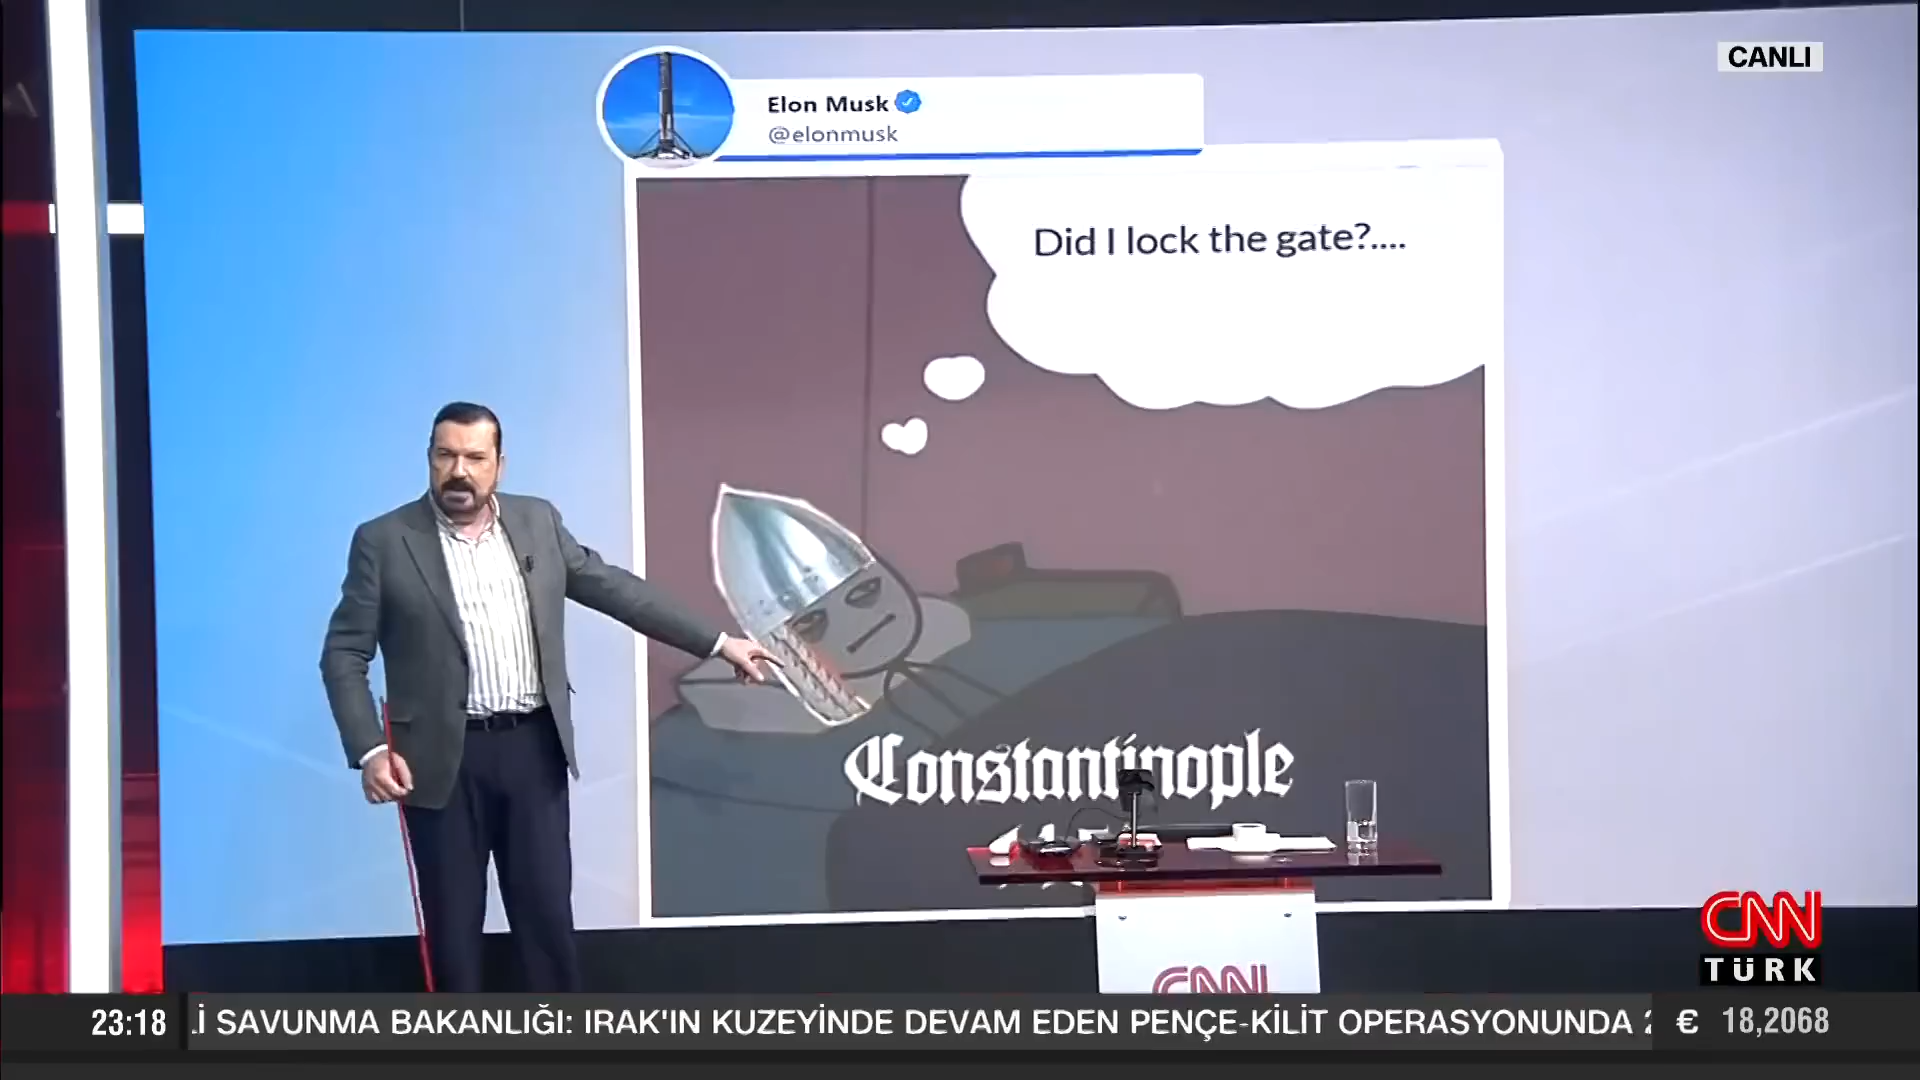 CANLI
Elon Musk
@elonmusk
Did I lock the gate?....
Constantinople
CNN
TÜRK
CNN
23:18
.İ SAVUNMA BAKANLIĞI: IRAK'IN KUZEYİNDE DEVAM EDEN PENÇE-KİLİT OPERASYONUNDA
€ 18,2068